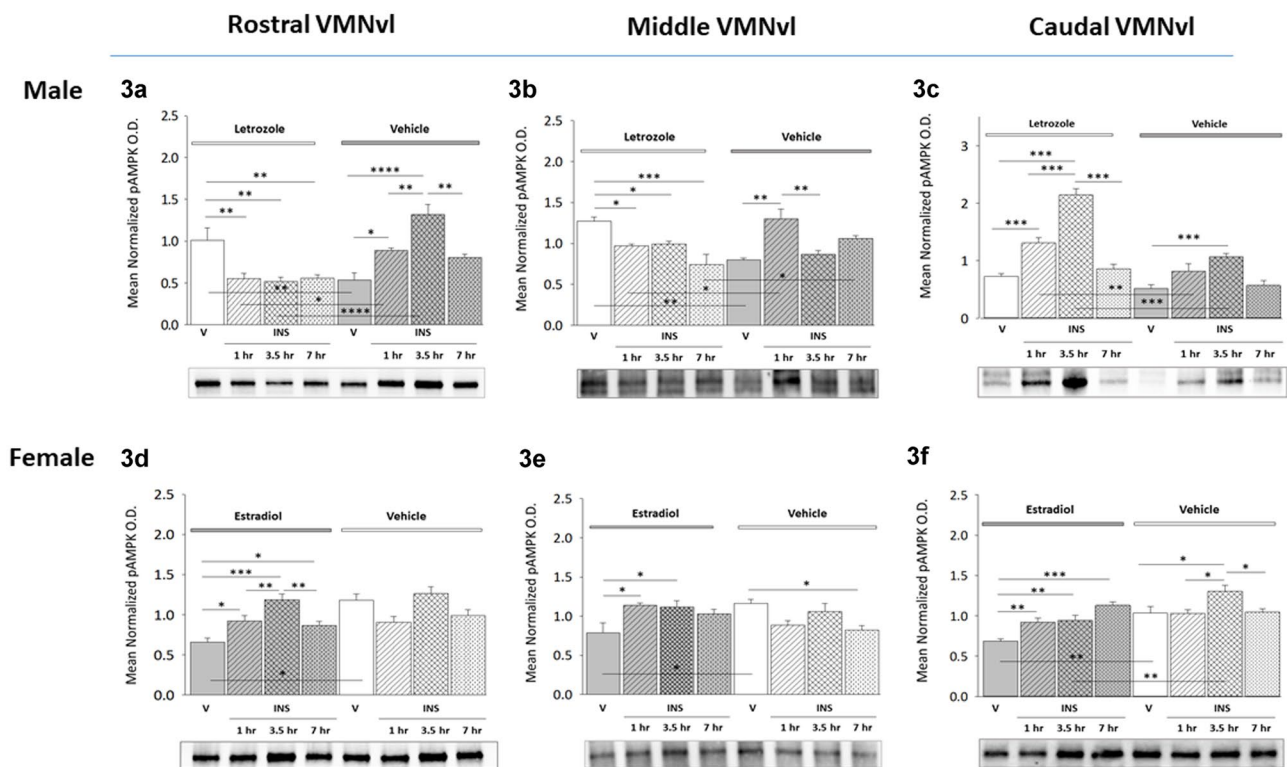 Rostral VMNvl Middle VMNvl Caudal VMNvl
Male 3a 3b 3c
Mean Normalized pAMPK O.D.
2.5
2.0
1.5
1.0
0.5
0.0
Letrozole Vehicle
** ** ** * **** ** **
** * ****
V INS V INS
1 hr 3.5 hr 7 hr 1 hr 3.5 hr 7 hr
Mean Normalized pAMPK O.D.
2.5
2.0
1.5
1.0
0.5
0.0
Letrozole Vehicle
*** * * ** **
* * **
V INS V INS
1 hr 3.5 hr 7 hr 1 hr 3.5 hr 7 hr
Mean Normalized pAMPK O.D.
3
2
1
0
Letrozole Vehicle
*** *** *** *** ***
** ***
V INS V INS
1 hr 3.5 hr 7 hr 1 hr 3.5 hr 7 hr
Female 3d 3e 3f
Mean Normalized pAMPK O.D.
2.5
2.0
1.5
1.0
0.5
0.0
Estradiol Vehicle
* *** ** ** *
*
V INS V INS
1 hr 3.5 hr 7 hr 1 hr 3.5 hr 7 hr
Mean Normalized pAMPK O.D.
2.5
2.0
1.5
1.0
0.5
0.0
Estradiol Vehicle
* * *
*
V INS V INS
1 hr 3.5 hr 7 hr 1 hr 3.5 hr 7 hr
Mean Normalized pAMPK O.D.
2.5
2.0
1.5
1.0
0.5
0.0
Estradiol Vehicle
*** ** ** * * *
** **
V INS V INS
1 hr 3.5 hr 7 hr 1 hr 3.5 hr 7 hr